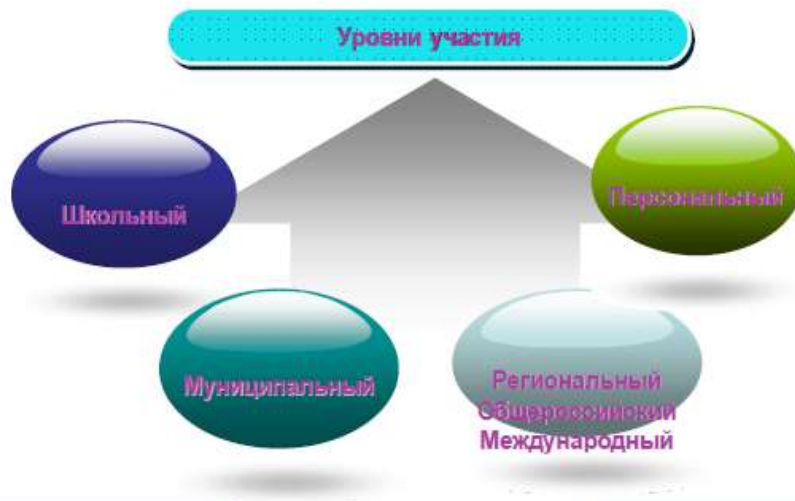 Уровни участия
Школьный
Персональный
Муниципальный
Региональный
Общероссийский
Международный